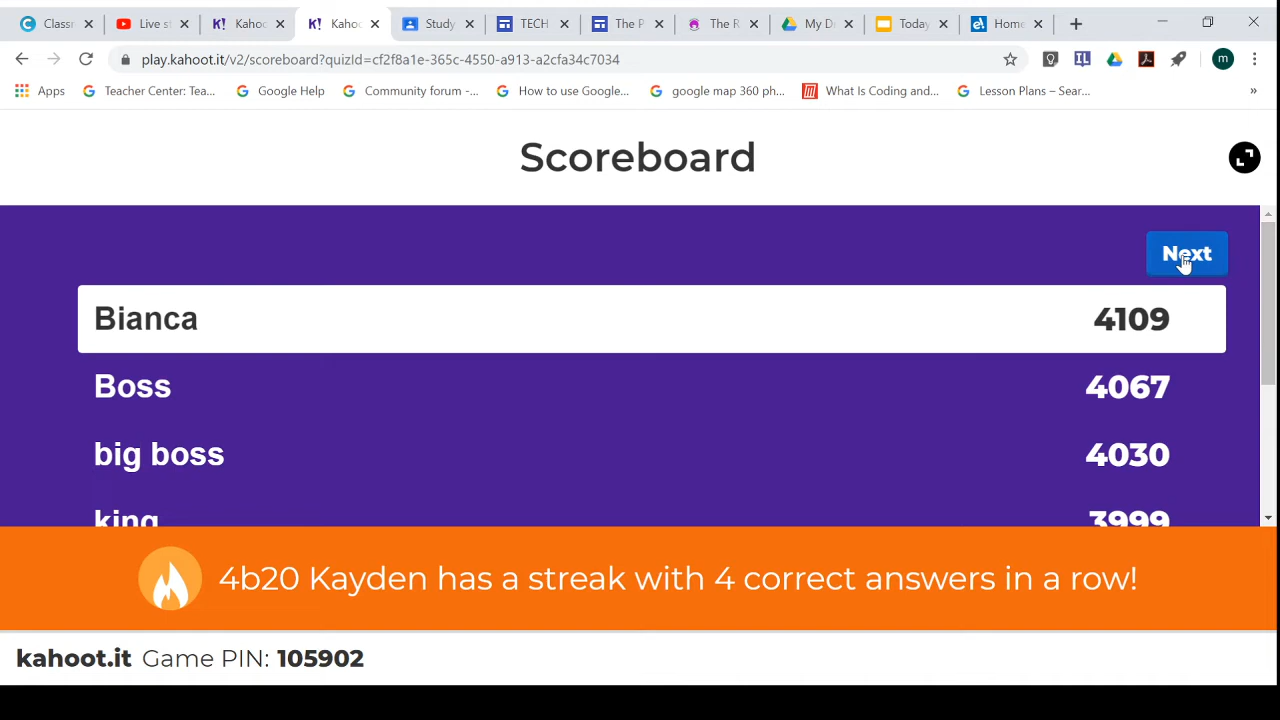 Classr Live st Kahoo Kahoo Study TECH The P The R My Dr Today Home
play.kahoot.it/v2/scoreboard?quizId=cf2f8a1e-365c-4550-a913-a2cfa34c7034
Apps Teacher Center: Tea... Google Help Community forum -... How to use Google... google map 360 ph... What Is Coding and... Lesson Plans – Sear... »
Scoreboard
Next
Bianca 4109
Boss 4067
big boss 4030
king 3999
4b20 Kayden has a streak with 4 correct answers in a row!
kahoot.it Game PIN: 105902